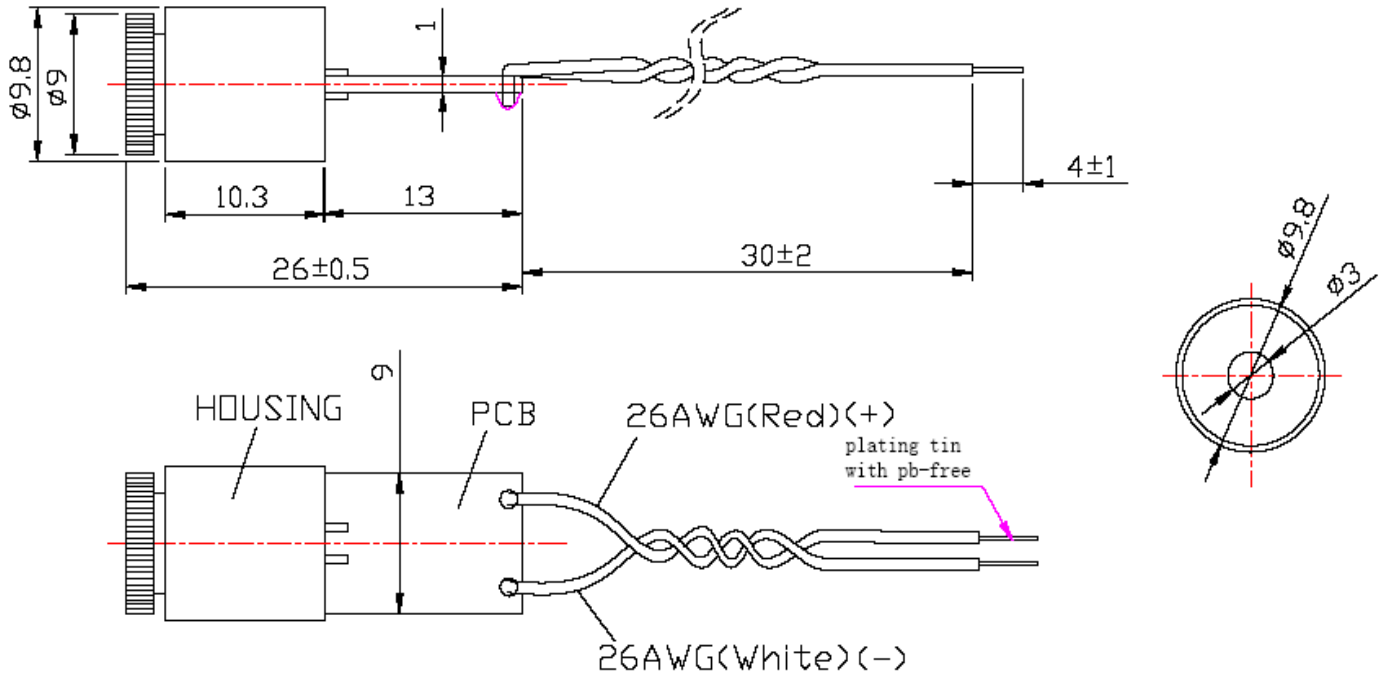 ø9.8
ø9
1
10.3
13
26±0.5
30±2
4±1
ø9.8
ø3
HOUSING
9
PCB
26AWG(Red)(+)
plating tin
with pb-free
26AWG(White)(-)